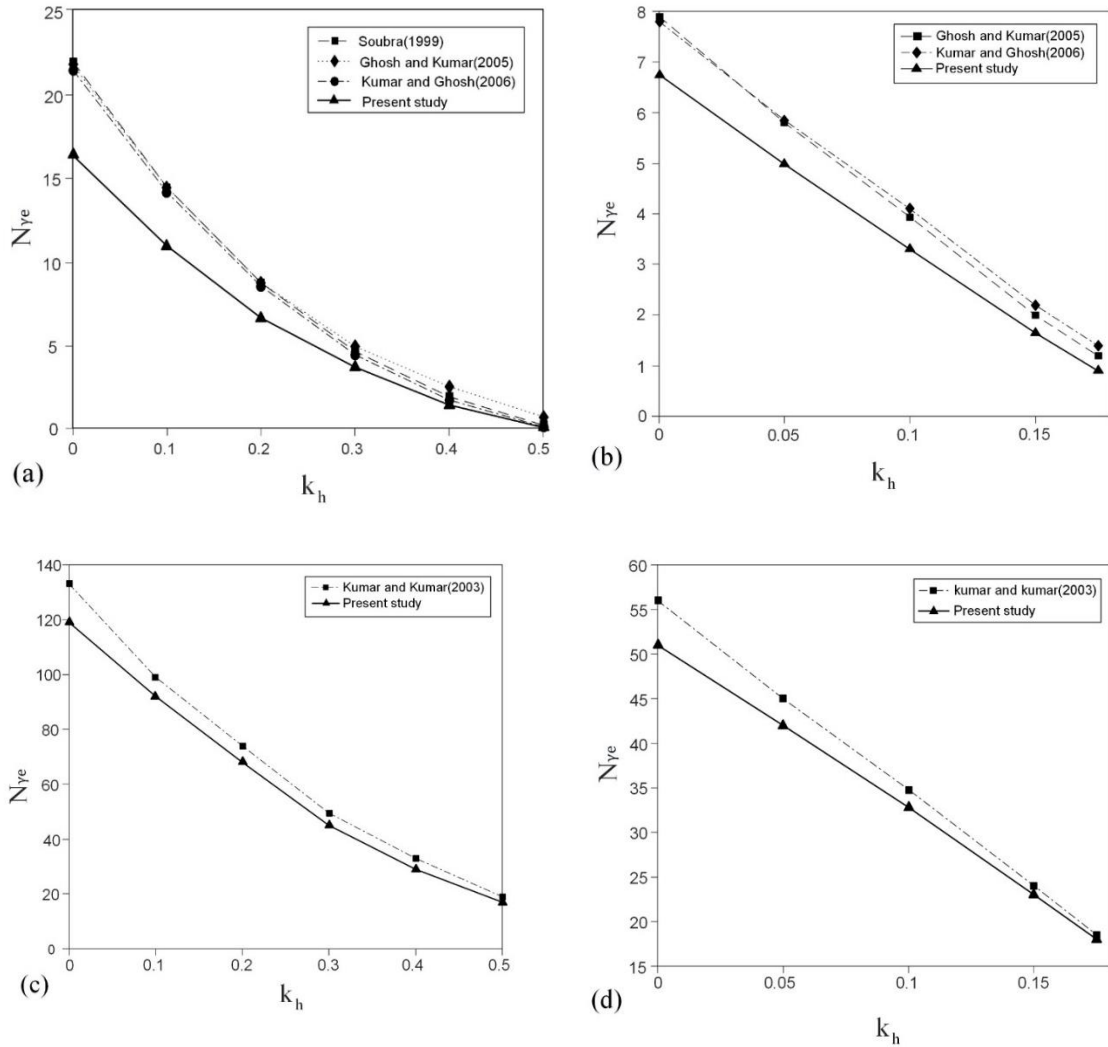 25
20
15
10
5
0
Nγe
0 0.1 0.2 0.3 0.4 0.5
kh
(a)
Soubra(1999)
Ghosh and Kumar(2005)
Kumar and Ghosh(2006)
Present study
8
7
6
5
4
3
2
1
0
Nγe
0 0.05 0.1 0.15
kh
(b)
Ghosh and Kumar(2005)
Kumar and Ghosh(2006)
Present study
140
120
100
80
60
40
20
0
Nγe
0 0.1 0.2 0.3 0.4 0.5
kh
(c)
Kumar and Kumar(2003)
Present study
60
55
50
45
40
35
30
25
20
15
Nγe
0 0.05 0.1 0.15
kh
(d)
kumar and kumar(2003)
Present study